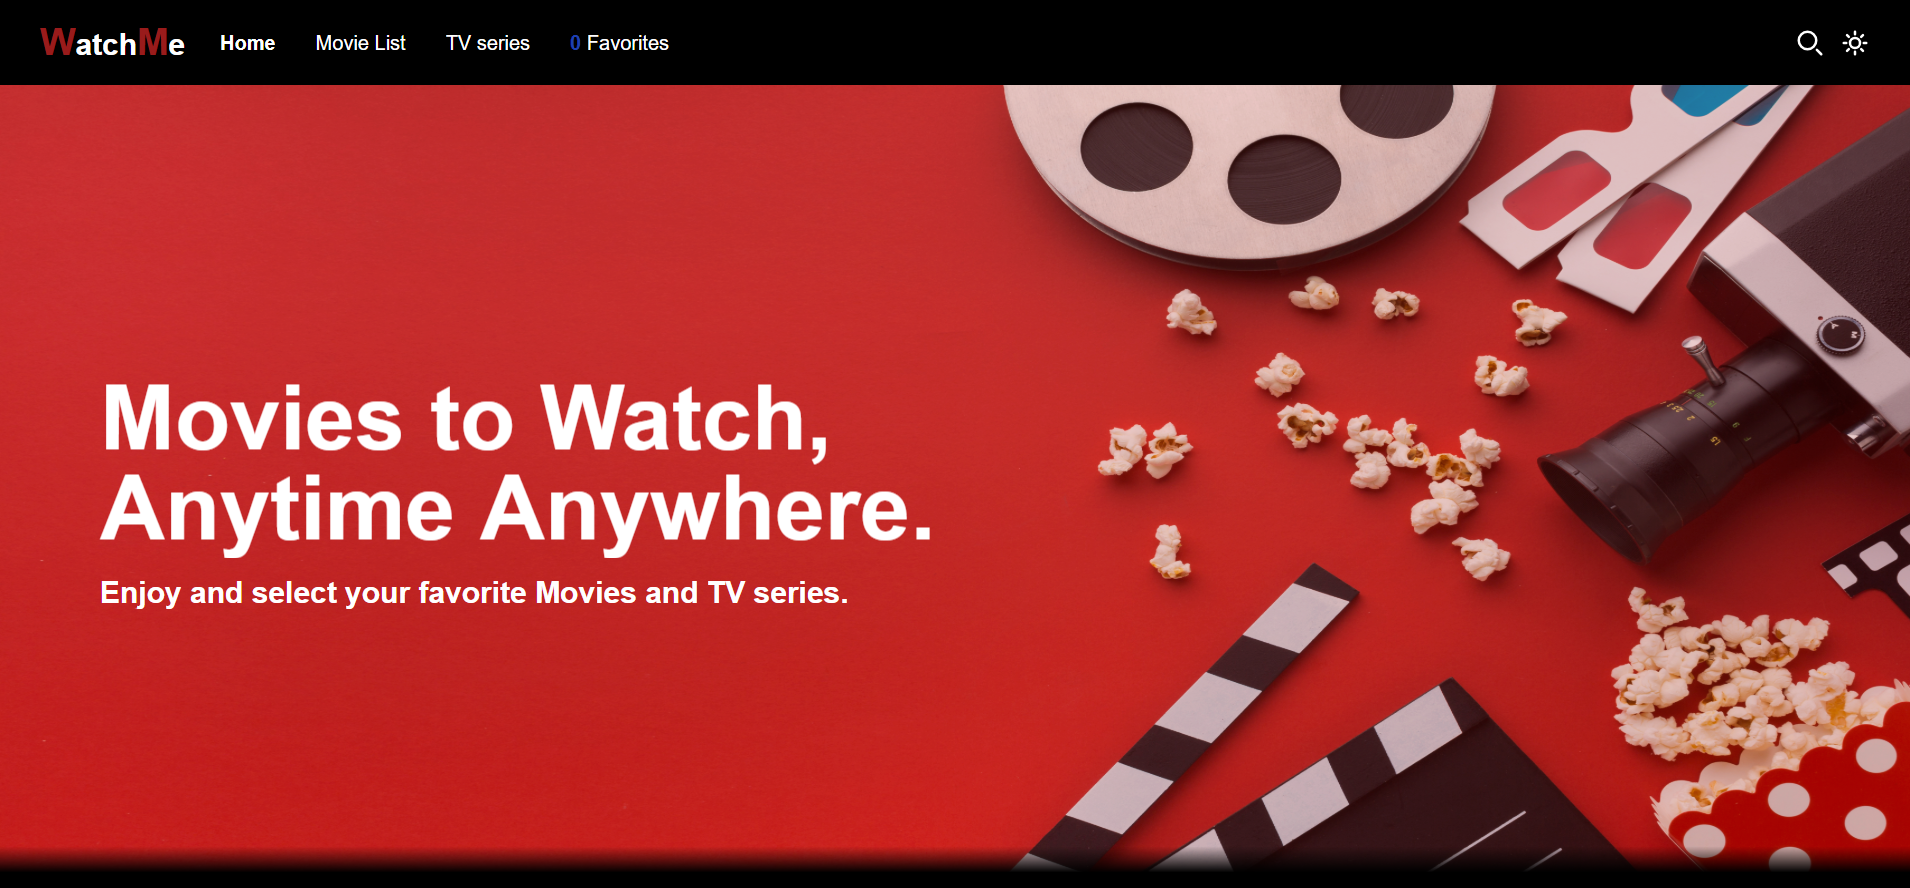 WatchMe Home Movie List TV series 0 Favorites
Movies to Watch,
Anytime Anywhere.
Enjoy and select your favorite Movies and TV series.